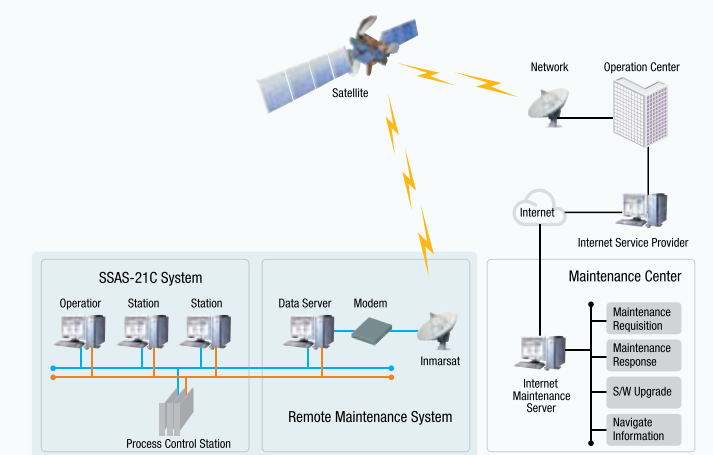 Network
Operation Center
Satellite
Internet
Internet Service Provider
SSAS-21C System
Operatior
Station
Station
Data Server
Modem
Inmarsat
Process Control Station
Remote Maintenance System
Maintenance Center
Internet
Maintenance
Server
Maintenance
Requisition
Maintenance
Response
S/W Upgrade
Navigate
Information